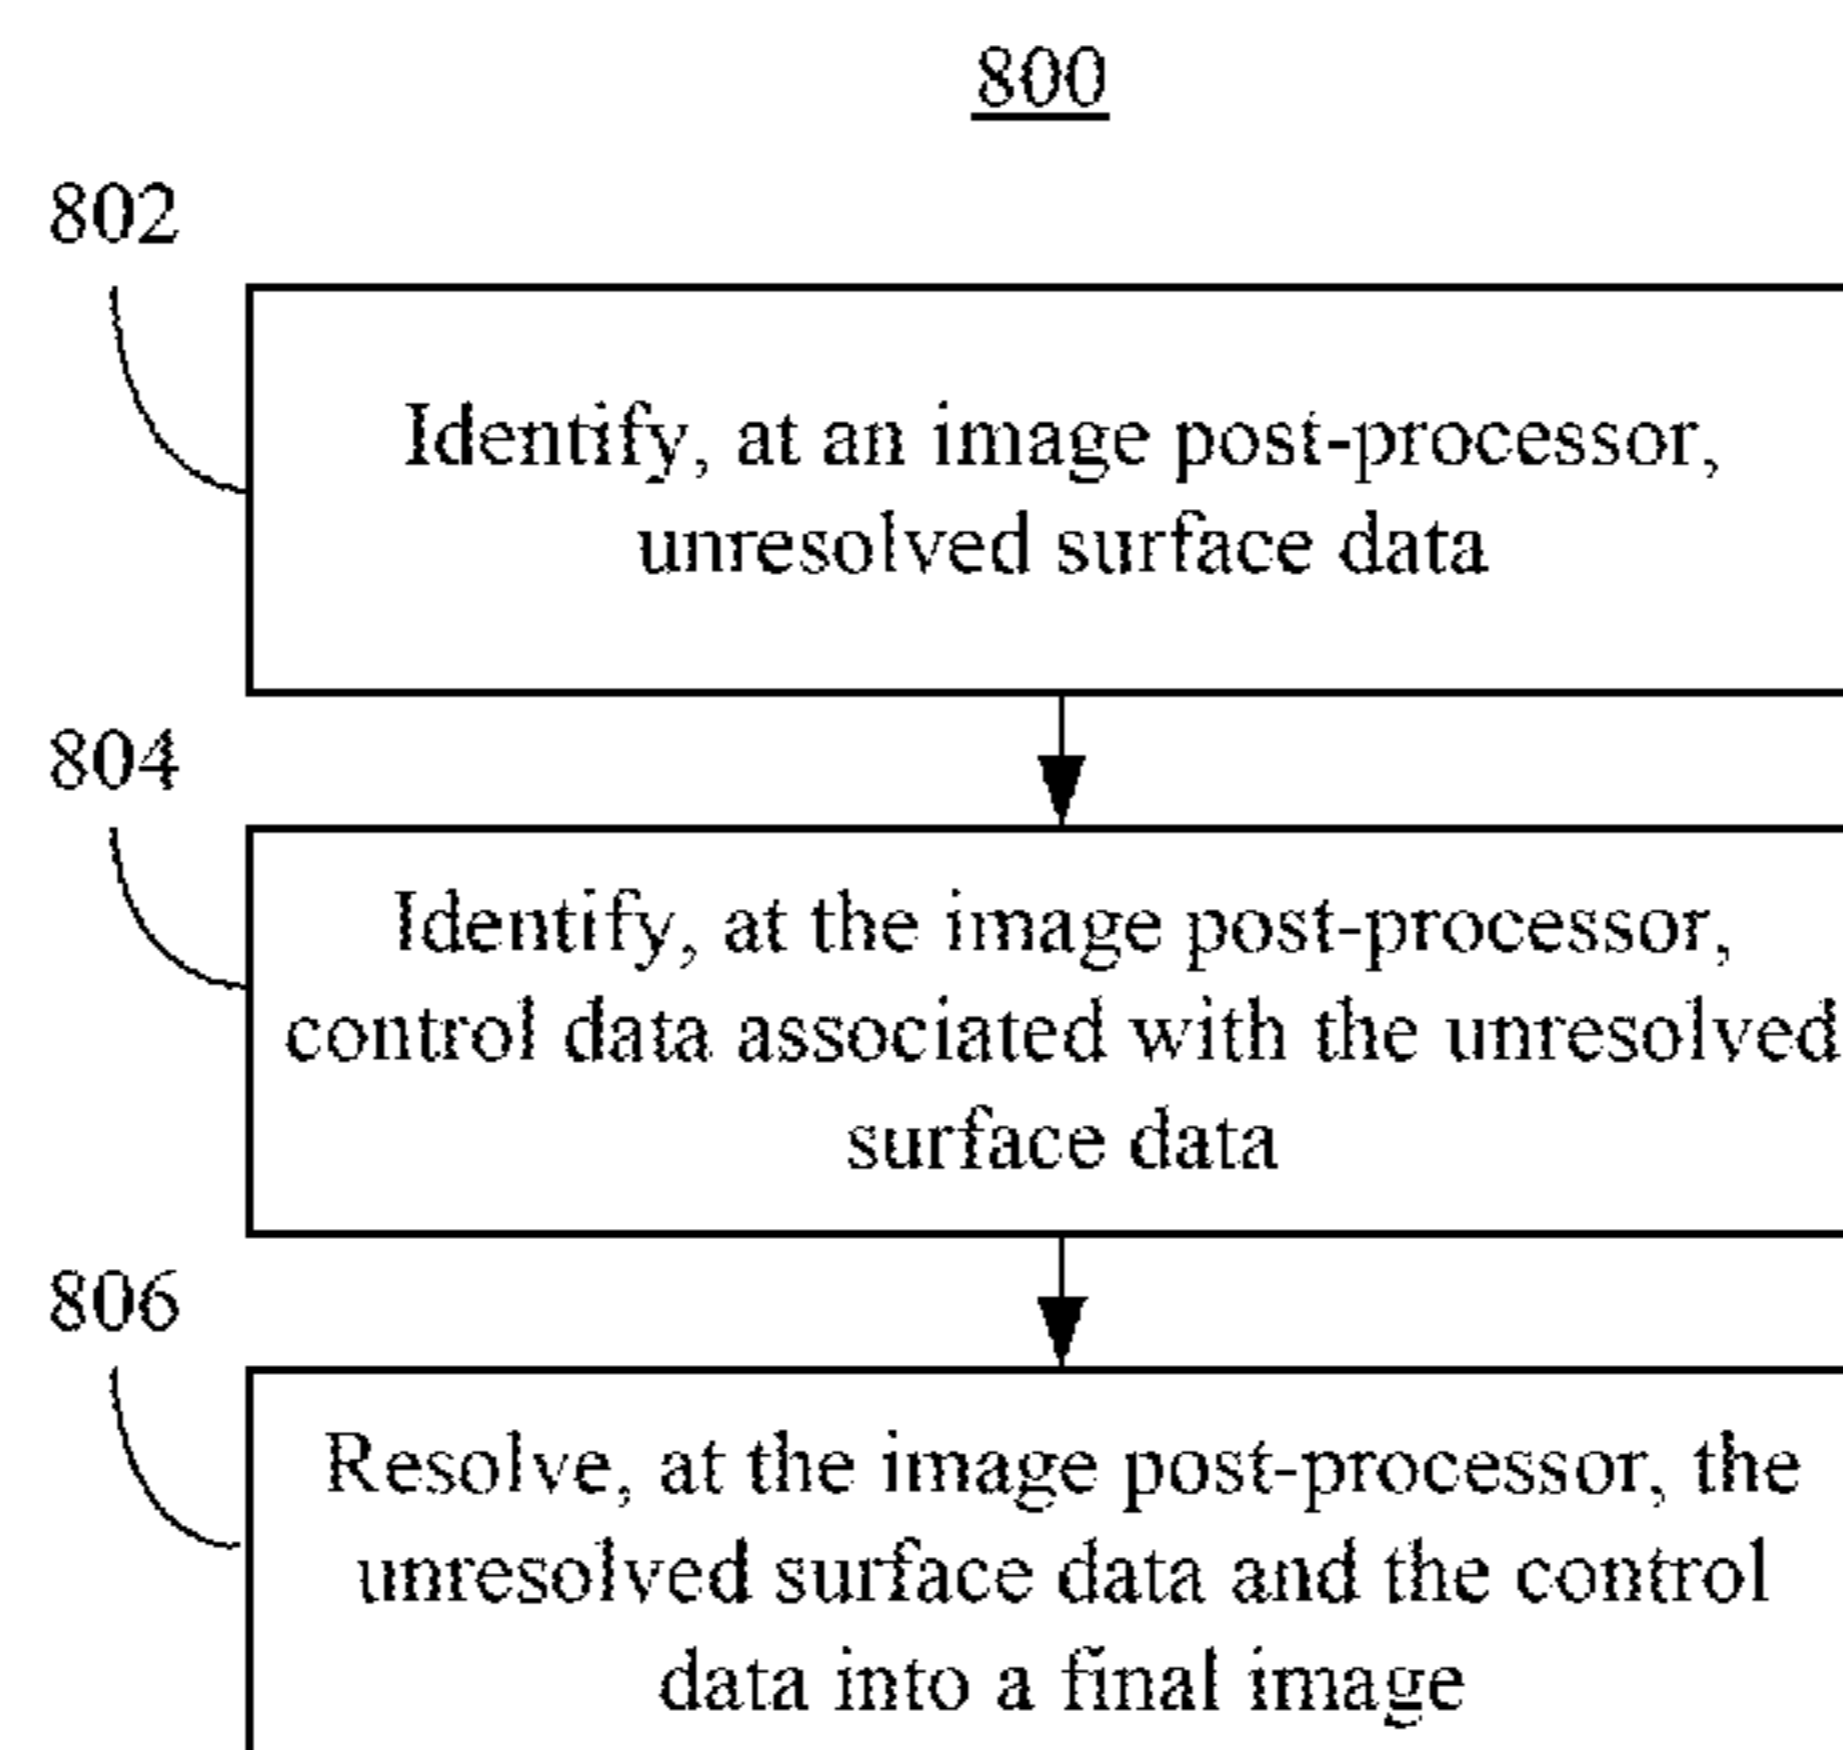 800
802
Identify, at an image post-processor,
unresolved surface data
804
Identify, at the image post-processor,
control data associated with the unresolved
surface data
806
Resolve, at the image post-processor, the
unresolved surface data and the control
data into a final image